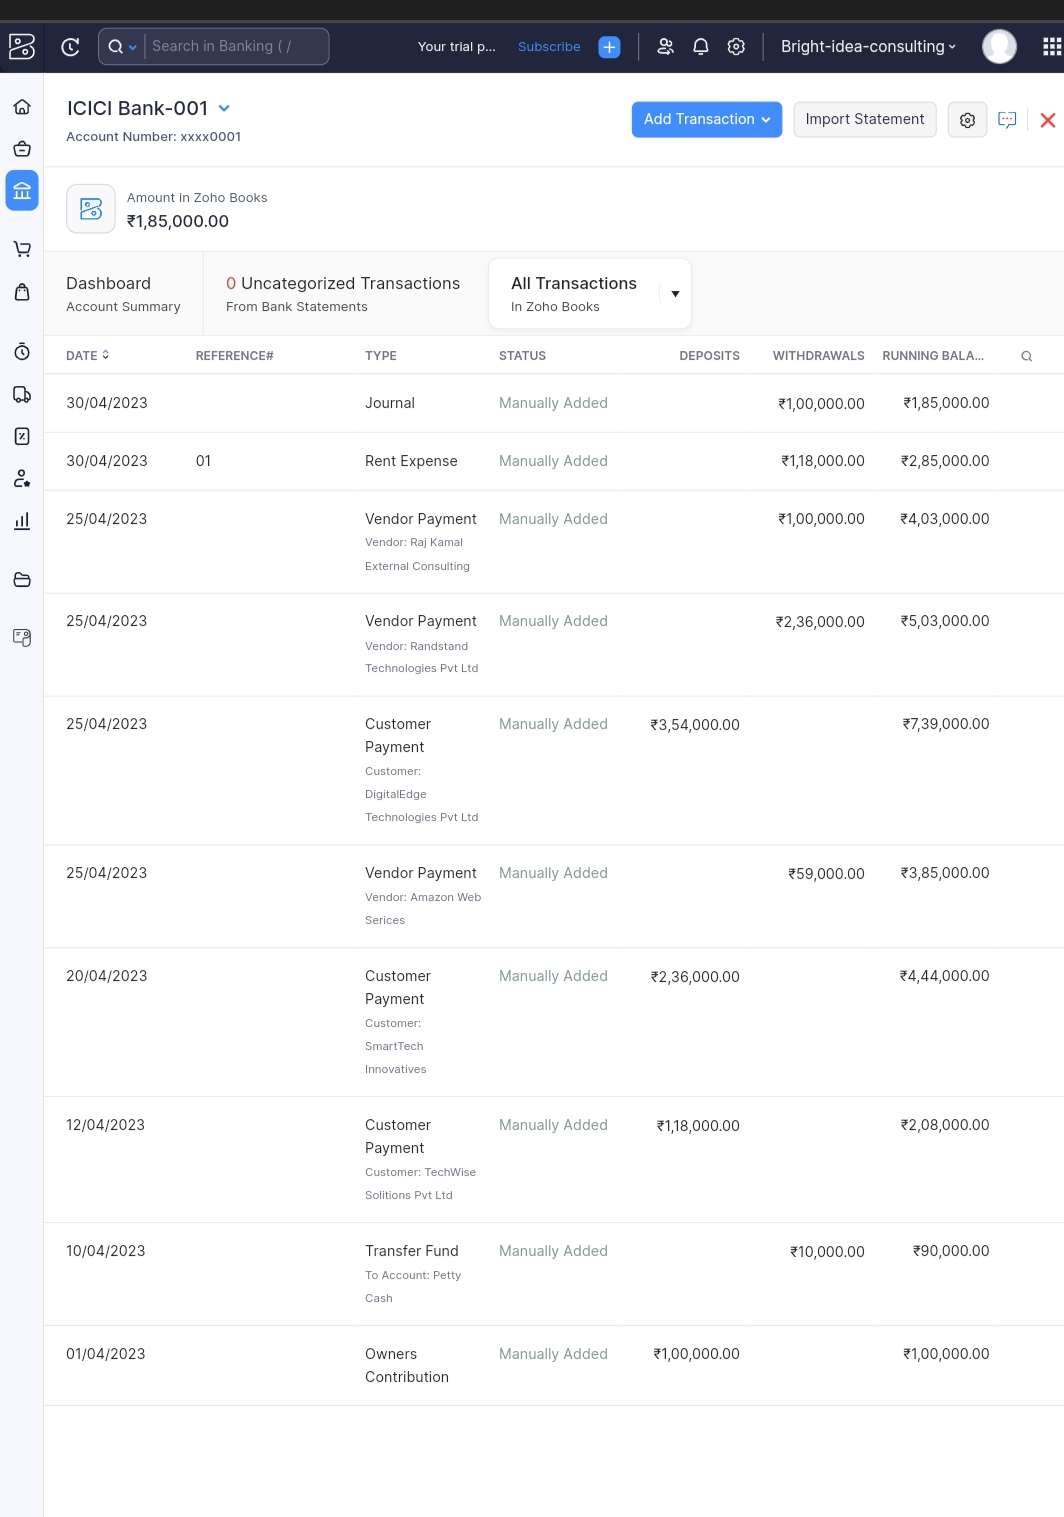 Search in Banking ( / Your trial p... Subscribe Bright-idea-consulting
ICICI Bank-001
Account Number: xxxx0001
Add Transaction Import Statement
Amount in Zoho Books
₹1,85,000.00
Dashboard 0 Uncategorized Transactions All Transactions
Account Summary From Bank Statements In Zoho Books
DATE REFERENCE# TYPE STATUS DEPOSITS WITHDRAWALS RUNNING BALA...
30/04/2023 Journal Manually Added ₹1,00,000.00 ₹1,85,000.00
30/04/2023 01 Rent Expense Manually Added ₹1,18,000.00 ₹2,85,000.00
25/04/2023 Vendor Payment Manually Added ₹1,00,000.00 ₹4,03,000.00
Vendor: Raj Kamal
External Consulting
25/04/2023 Vendor Payment Manually Added ₹2,36,000.00 ₹5,03,000.00
Vendor: Randstand
Technologies Pvt Ltd
25/04/2023 Customer Manually Added ₹3,54,000.00 ₹7,39,000.00
Payment
Customer:
DigitalEdge
Technologies Pvt Ltd
25/04/2023 Vendor Payment Manually Added ₹59,000.00 ₹3,85,000.00
Vendor: Amazon Web
Serices
20/04/2023 Customer Manually Added ₹2,36,000.00 ₹4,44,000.00
Payment
Customer:
SmartTech
Innovatives
12/04/2023 Customer Manually Added ₹1,18,000.00 ₹2,08,000.00
Payment
Customer: TechWise
Solitions Pvt Ltd
10/04/2023 Transfer Fund Manually Added ₹10,000.00 ₹90,000.00
To Account: Petty
Cash
01/04/2023 Owners Manually Added ₹1,00,000.00 ₹1,00,000.00
Contribution